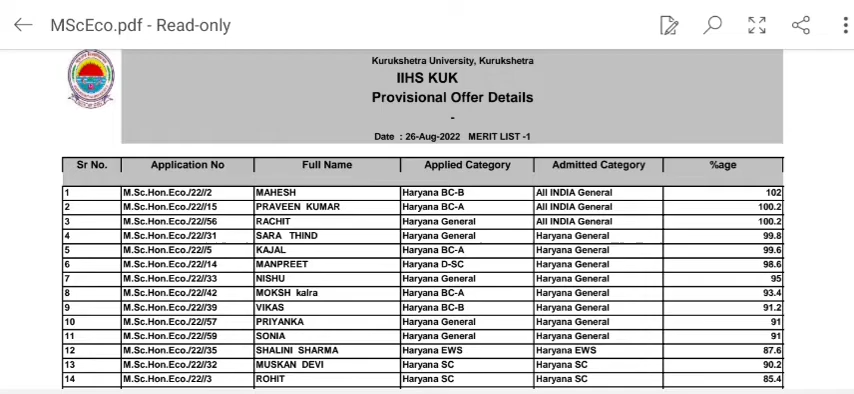 MScEco.pdf - Read-only
Kurukshetra University, Kurukshetra
IIHS KUK
Provisional Offer Details
-
Date : 26-Aug-2022 MERIT LIST -1
Sr No. Application No Full Name Applied Category Admitted Category %age
1 M.Sc.Hon.Eco./22//2 MAHESH Haryana BC-B All INDIA General 102
2 M.Sc.Hon.Eco./22//15 PRAVEEN KUMAR Haryana BC-A All INDIA General 100.2
3 M.Sc.Hon.Eco./22//56 RACHIT Haryana General All INDIA General 100.2
4 M.Sc.Hon.Eco./22//31 SARA THIND Haryana General Haryana General 99.8
5 M.Sc.Hon.Eco./22//5 KAJAL Haryana BC-A Haryana General 99.6
6 M.Sc.Hon.Eco./22//14 MANPREET Haryana D-SC Haryana General 98.6
7 M.Sc.Hon.Eco./22//33 NISHU Haryana General Haryana General 95
8 M.Sc.Hon.Eco./22//42 MOKSH kalra Haryana BC-A Haryana General 93.4
9 M.Sc.Hon.Eco./22//39 VIKAS Haryana BC-B Haryana General 91.2
10 M.Sc.Hon.Eco./22//57 PRIYANKA Haryana General Haryana General 91
11 M.Sc.Hon.Eco./22//59 SONIA Haryana General Haryana General 91
12 M.Sc.Hon.Eco./22//35 SHALINI SHARMA Haryana EWS Haryana EWS 87.6
13 M.Sc.Hon.Eco./22//32 MUSKAN DEVI Haryana SC Haryana SC 90.2
14 M.Sc.Hon.Eco./22//3 ROHIT Haryana SC Haryana SC 85.4